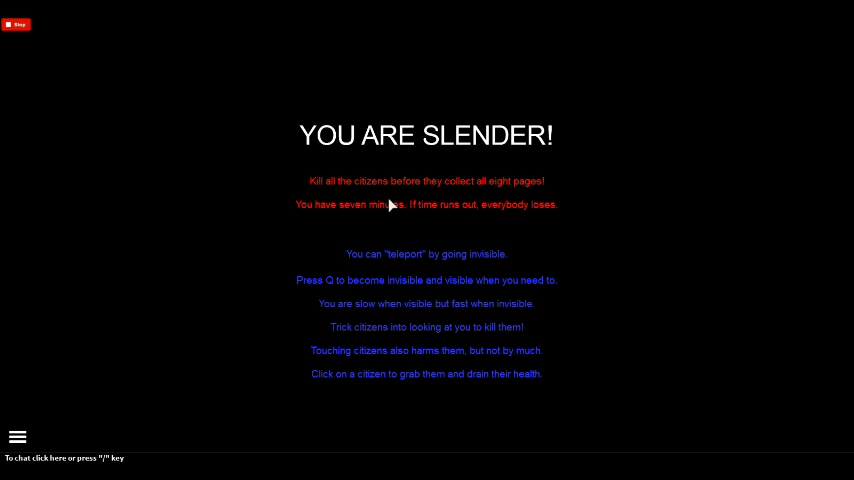 Stop
YOU ARE SLENDER!
Kill all the citizens before they collect all eight pages!
You have seven minutes. If time runs out, everybody loses.
You can "teleport" by going invisible.
Press Q to become invisible and visible when you need to.
You are slow when visible but fast when invisible.
Trick citizens into looking at you to kill them!
Touching citizens also harms them, but not by much.
Click on a citizen to grab them and drain their health.
To chat click here or press "/" key